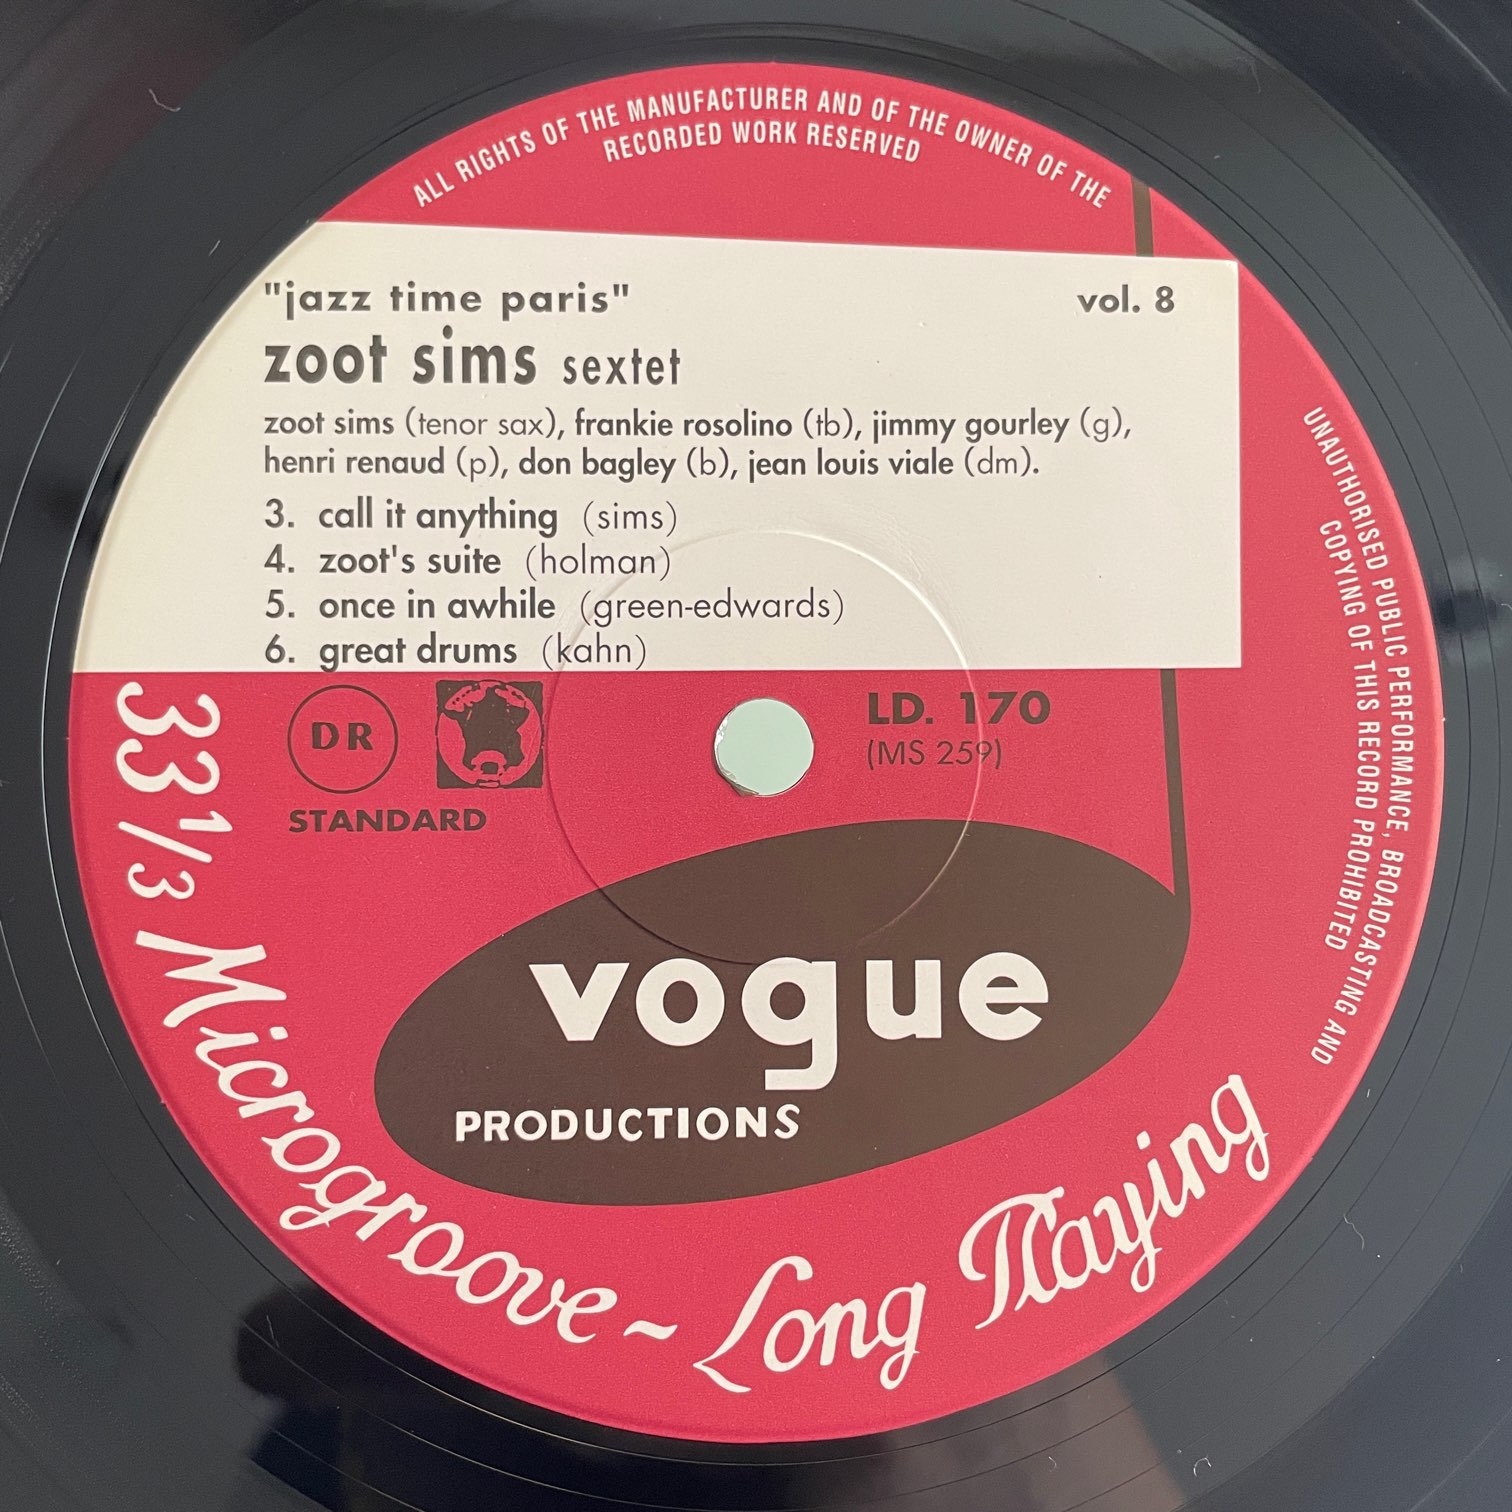 ALL RIGHTS OF THE MANUFACTURER AND OF THE OWNER OF THE
RECORDED WORK RESERVED
"jazz time paris" vol. 8
zoot sims sextet
zoot sims (tenor sax), frankie rosolino (tb), jimmy gourley (g),
henri renaud (p), don bagley (b), jean louis viale (dm).
3. call it anything (sims)
4. zoot's suite (holman)
5. once in awhile (green-edwards)
6. great drums (kahn)
DR
STANDARD
LD. 170
(MS 259)
UNAUTHORISED PUBLIC PERFORMANCE, BROADCASTING AND
COPYING OF THIS RECORD PROHIBITED
vogue
PRODUCTIONS
33 1/3 Microgroove ~ Long Playing